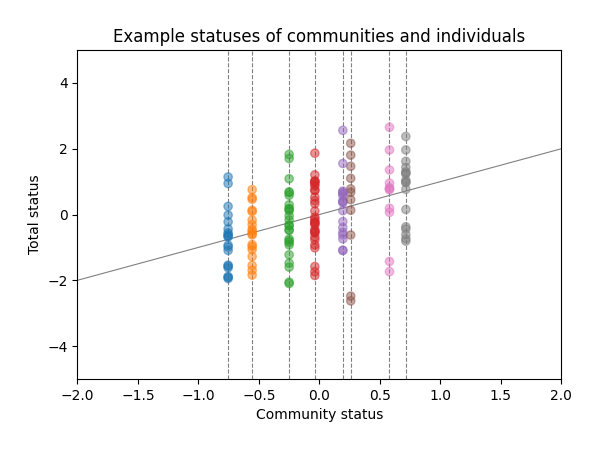 Example statuses of communities and individuals
Total status
4
2
0
−2
−4
−2.0 −1.5 −1.0 −0.5 0.0 0.5 1.0 1.5 2.0
Community status